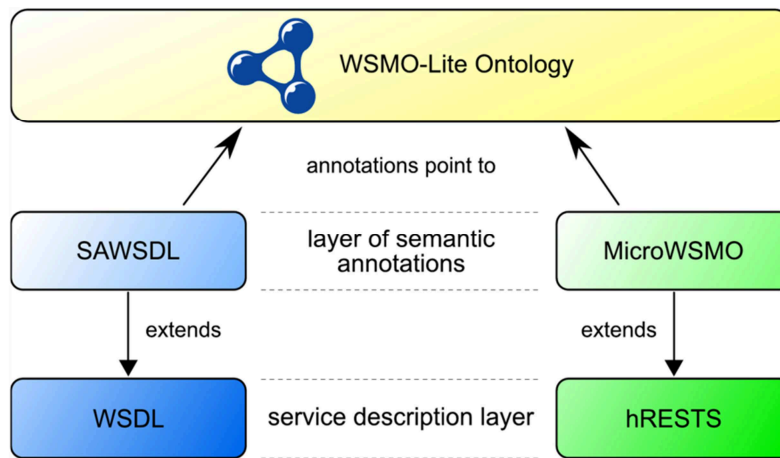 WSMO-Lite Ontology
annotations point to
SAWSDL
layer of semantic
annotations
MicroWSMO
extends
extends
WSDL
service description layer
hRESTS